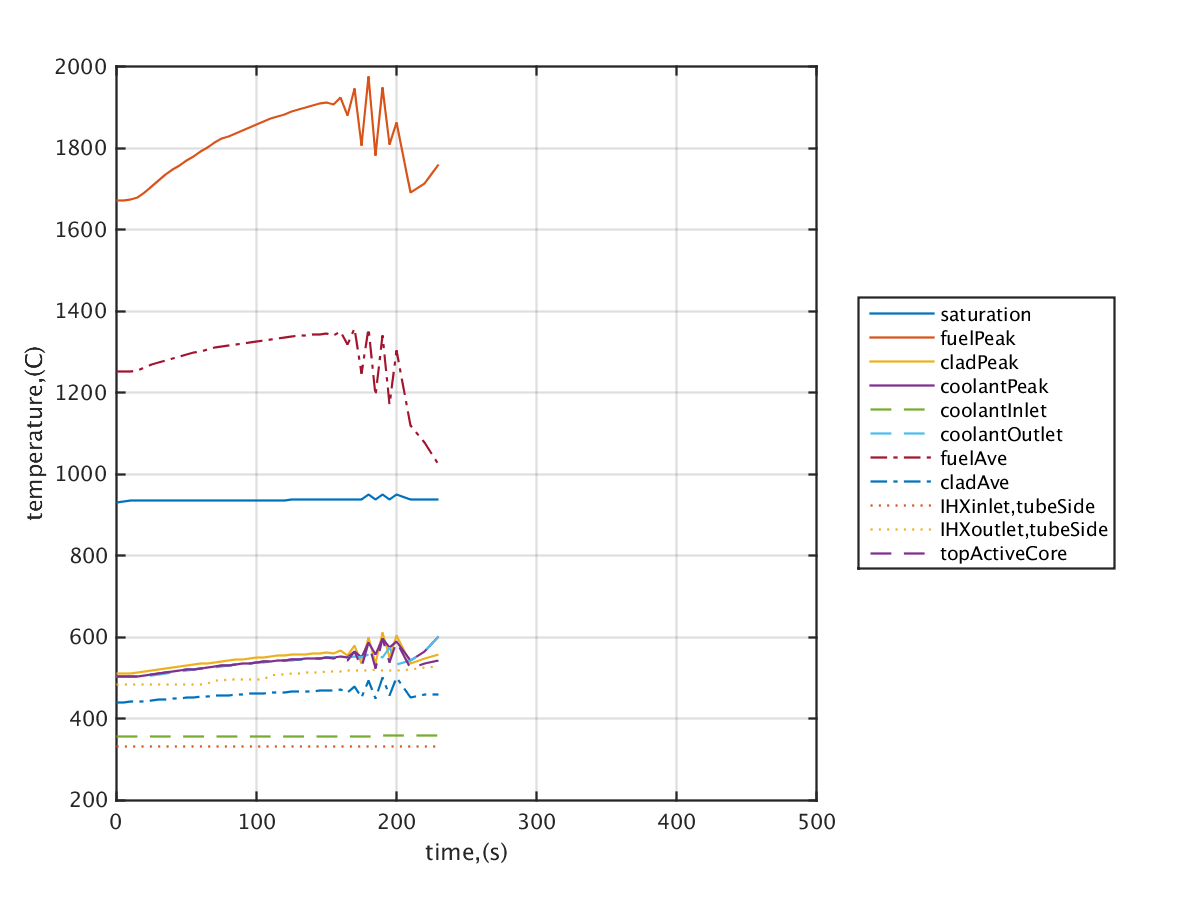 2000
1800
1600
1400
1200
1000
800
600
400
200
temperature,(C)
0 100 200 300 400 500
time,(s)
saturation
fuelPeak
cladPeak
coolantPeak
coolantInlet
coolantOutlet
fuelAve
cladAve
IHXinlet,tubeSide
IHXoutlet,tubeSide
topActiveCore